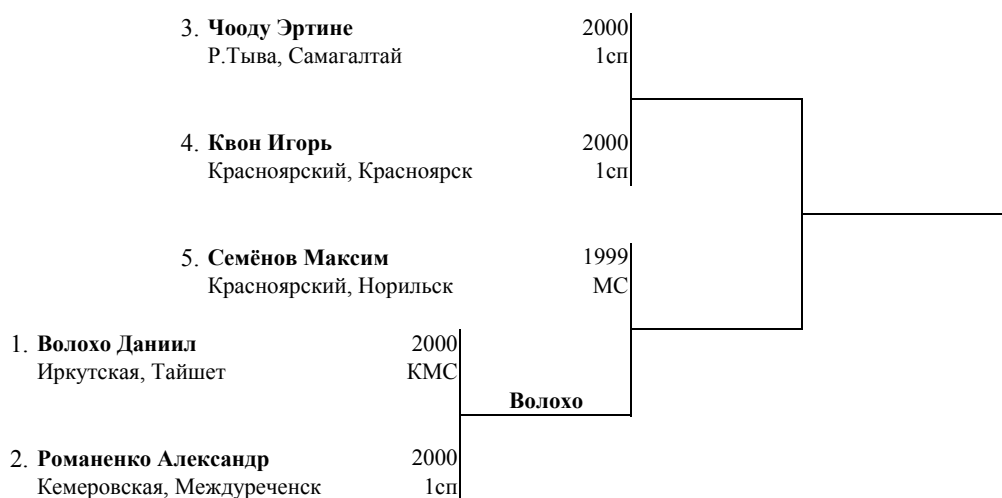 3. Чооду Эртине 2000
Р.Тыва, Самагалтай 1сп
4. Квон Игорь 2000
Красноярский, Красноярск 1сп
5. Семёнов Максим 1999
Красноярский, Норильск МС
1. Волохо Даниил 2000
Иркутская, Тайшет КМС
Волохо
2. Романенко Александр 2000
Кемеровская, Междуреченск 1сп